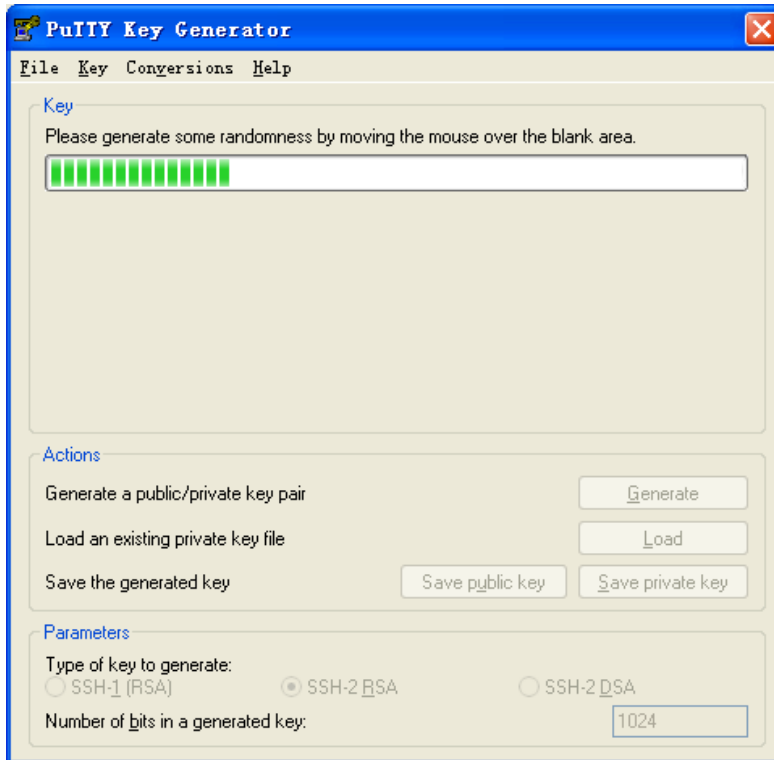 PuTTY Key Generator
File Key Conversions Help
Key
Please generate some randomness by moving the mouse over the blank area.
Actions
Generate a public/private key pair
Generate
Load an existing private key file
Load
Save the generated key
Save public key
Save private key
Parameters
Type of key to generate:
SSH-1 (RSA)
SSH-2 RSA
SSH-2 DSA
Number of bits in a generated key:
1024